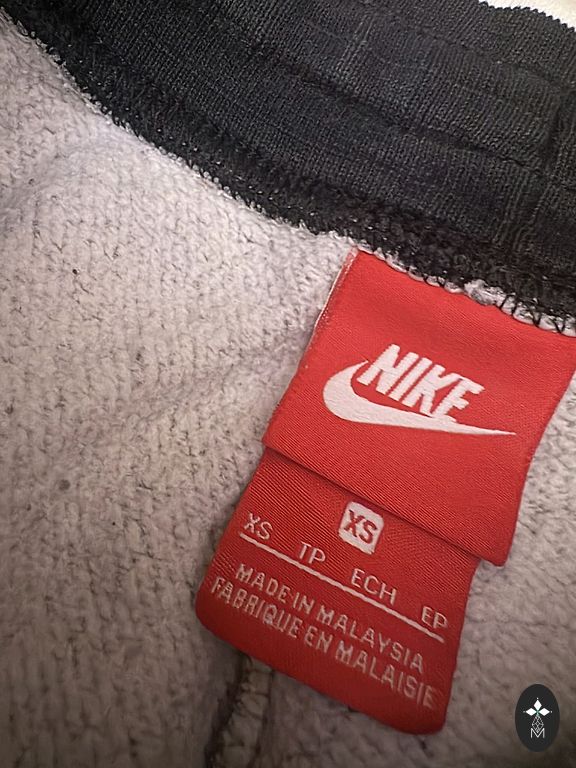 NIKE
XS
XS TP ECH EP
MADE IN MALAYSIA
FABRIQUE EN MALAISIE
M